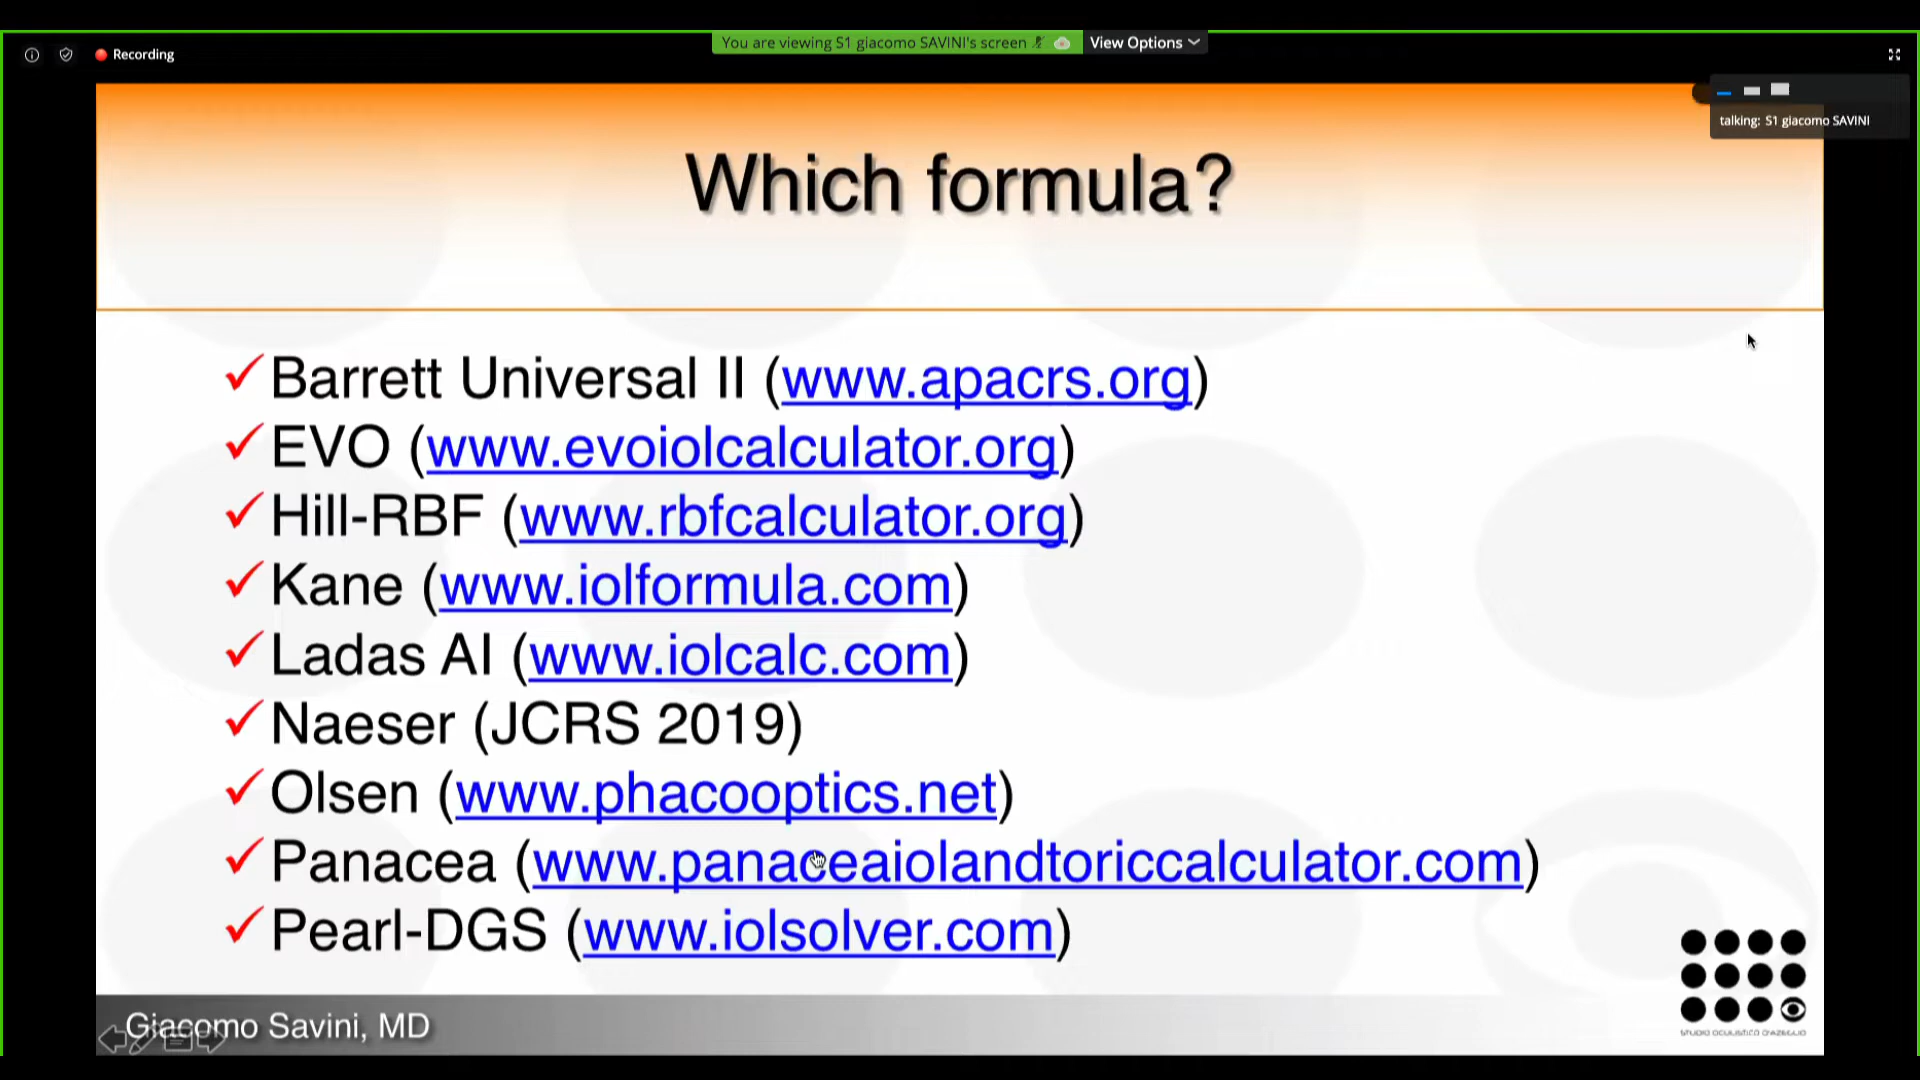 Recording
You are viewing S1 giacomo SAVINI's screen
View Options
talking: S1 giacomo SAVINI
Which formula?
Barrett Universal II (www.apacrs.org)
EVO (www.evoiolcalculator.org)
Hill-RBF (www.rbfcalculator.org)
Kane (www.iolformula.com)
Ladas AI (www.iolcalc.com)
Naeser (JCRS 2019)
Olsen (www.phacooptics.net)
Panacea (www.panaceaiolandtoriccalculator.com)
Pearl-DGS (www.iolsolver.com)
Giacomo Savini, MD
STUDIO OCULISTICO D'AZEGLIO